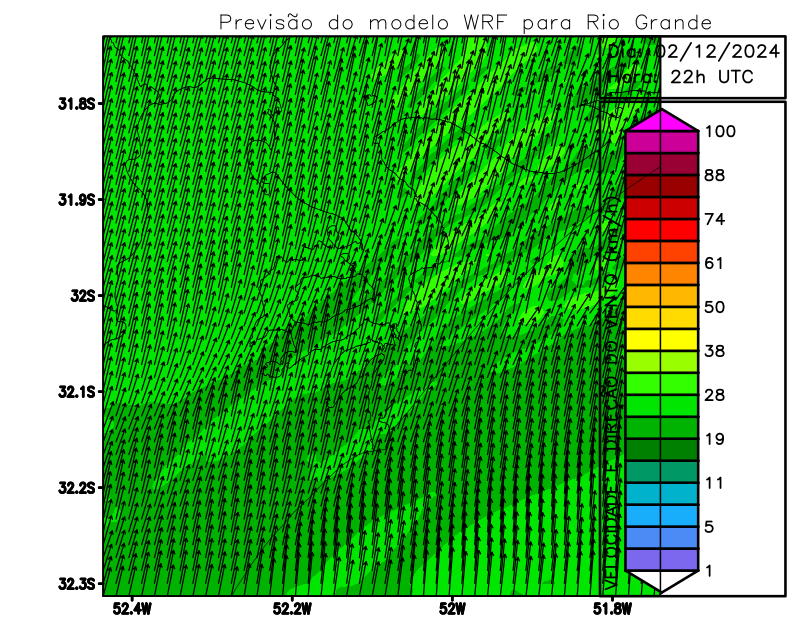 Previsão do modelo WRF para Rio Grande
Dia: 02/12/2024
Hora: 22h UTC
31.8S
31.9S
32S
32.1S
32.2S
32.3S
52.4W
52.2W
52W
51.8W
VELOCIDADE E DIREÇÃO DO VENTO (km/h)
100
88
74
61
50
38
28
19
11
5
1